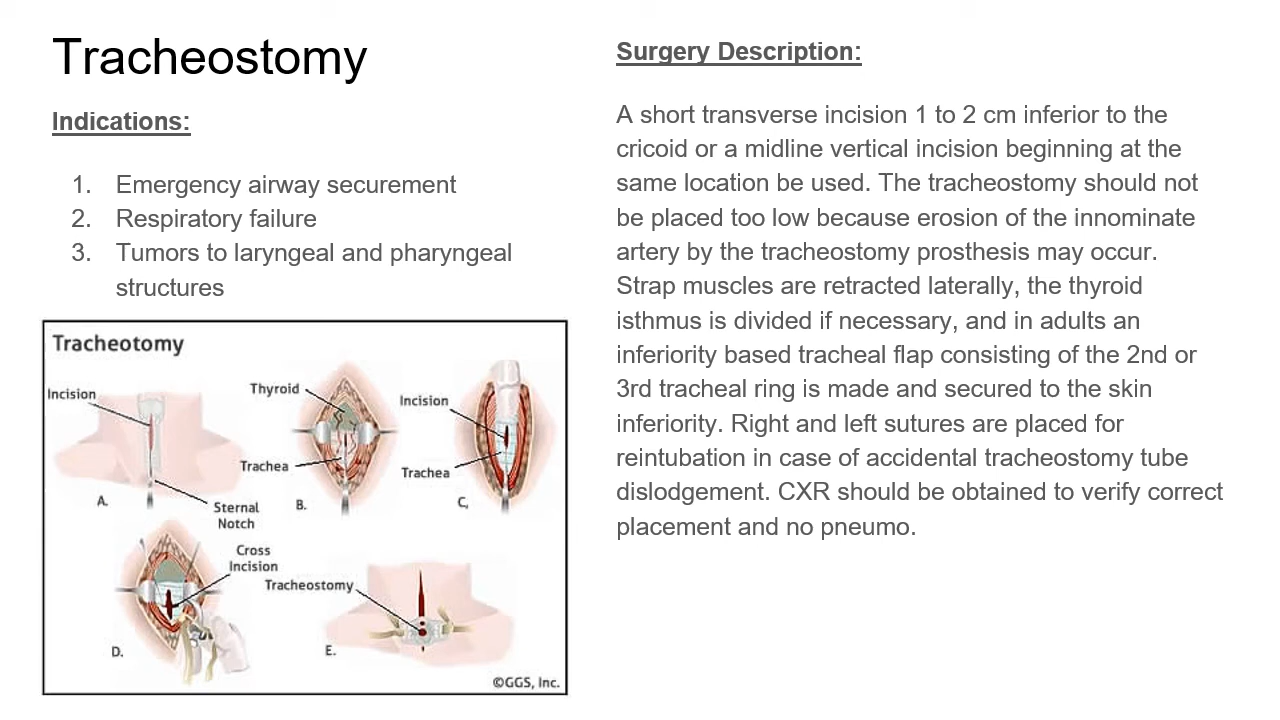 Tracheostomy
Indications:
1. Emergency airway securement
2. Respiratory failure
3. Tumors to laryngeal and pharyngeal
structures
Tracheotomy
Incision
A.
Sternal
Notch
Thyroid
Trachea
B.
Incision
Trachea
C,
Cross
Incision
D.
Tracheostomy
E.
©GGS, Inc.
Surgery Description:
A short transverse incision 1 to 2 cm inferior to the
cricoid or a midline vertical incision beginning at the
same location be used. The tracheostomy should not
be placed too low because erosion of the innominate
artery by the tracheostomy prosthesis may occur.
Strap muscles are retracted laterally, the thyroid
isthmus is divided if necessary, and in adults an
inferiority based tracheal flap consisting of the 2nd or
3rd tracheal ring is made and secured to the skin
inferiority. Right and left sutures are placed for
reintubation in case of accidental tracheostomy tube
dislodgement. CXR should be obtained to verify correct
placement and no pneumo.